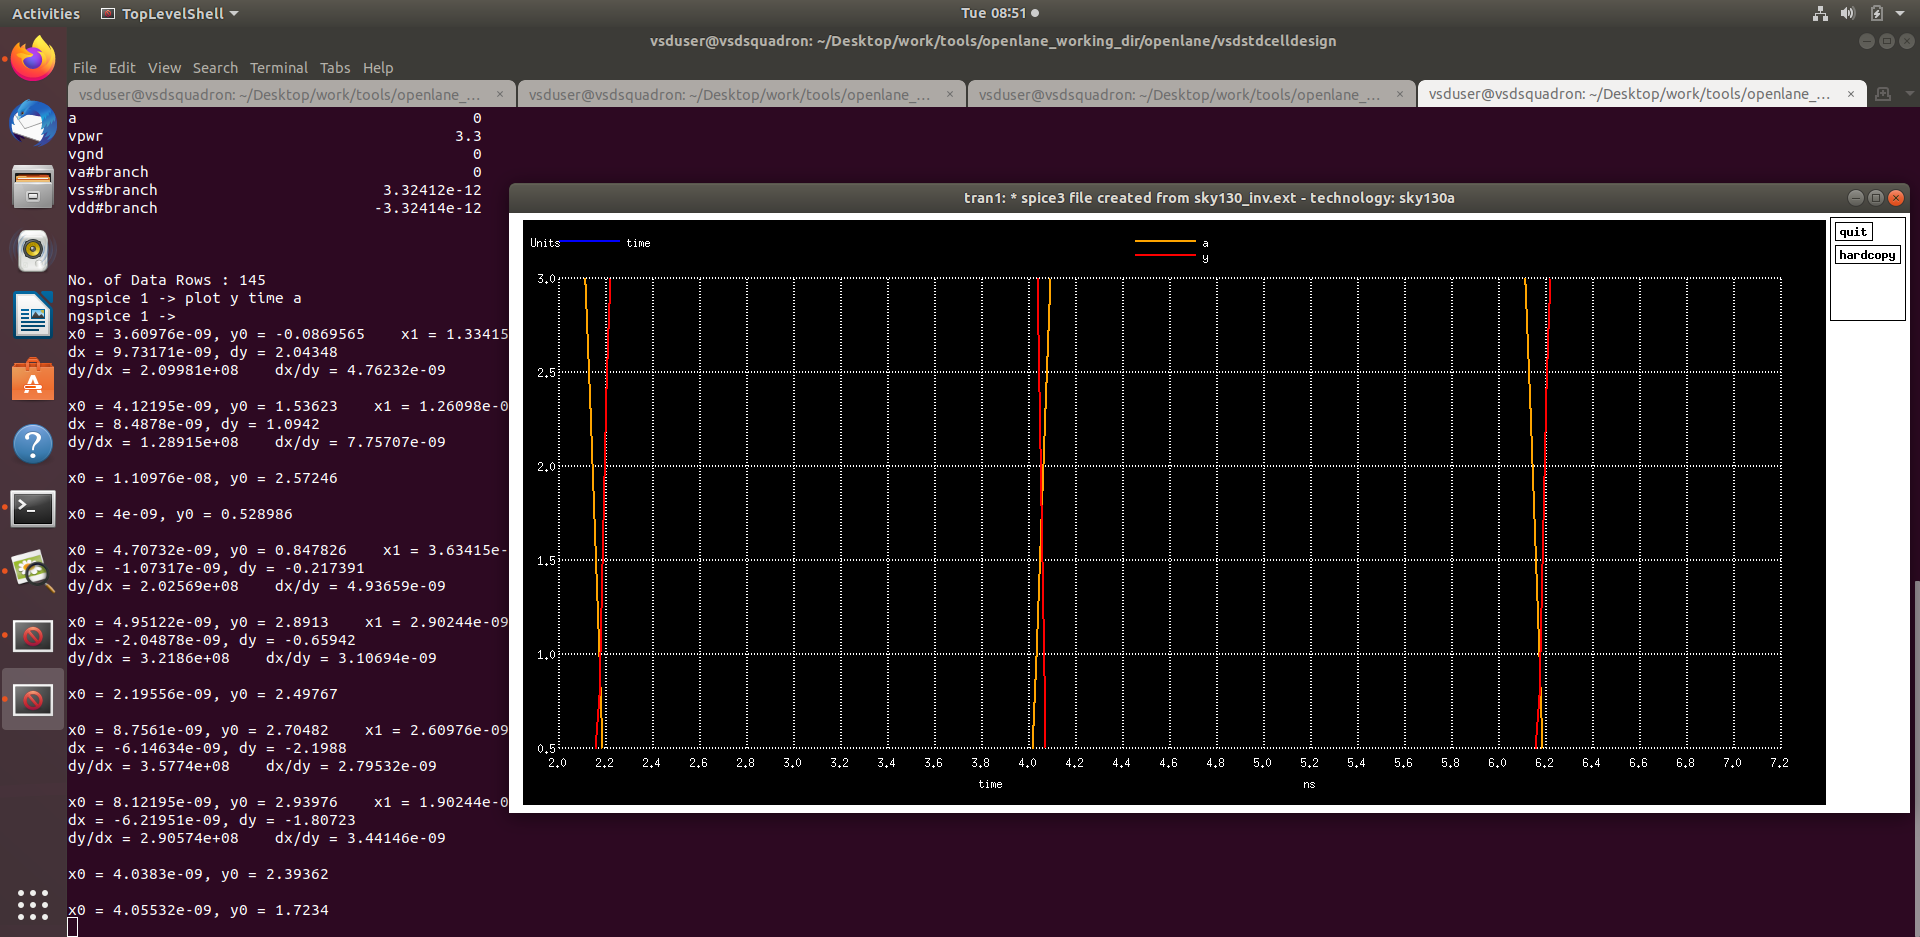 Activities TopLevelShell Tue 08:51
vsduser@vsdsquadron: ~/Desktop/work/tools/openlane_working_dir/openlane/vsdstdcelldesign
File Edit View Search Terminal Tabs Help
vsduser@vsdsquadron: ~/Desktop/work/tools/openlane_... × vsduser@vsdsquadron: ~/Desktop/work/tools/openlane_... × vsduser@vsdsquadron: ~/Desktop/work/tools/openlane_... × vsduser@vsdsquadron: ~/Desktop/work/tools/openlane_... ×
a 0
vpwr 3.3
vgnd 0
va#branch 0
vss#branch 3.32412e-12
vdd#branch -3.32414e-12
No. of Data Rows : 145
ngspice 1 -> plot y time a
ngspice 1 ->
x0 = 3.60976e-09, y0 = -0.0869565 x1 = 1.33415
dx = 9.73171e-09, dy = 2.04348
dy/dx = 2.09981e+08 dx/dy = 4.76232e-09
x0 = 4.12195e-09, y0 = 1.53623 x1 = 1.26098e-0
dx = 8.4878e-09, dy = 1.0942
dy/dx = 1.28915e+08 dx/dy = 7.75707e-09
x0 = 1.10976e-08, y0 = 2.57246
x0 = 4e-09, y0 = 0.528986
x0 = 4.70732e-09, y0 = 0.847826 x1 = 3.63415e-
dx = -1.07317e-09, dy = -0.217391
dy/dx = 2.02569e+08 dx/dy = 4.93659e-09
x0 = 4.95122e-09, y0 = 2.8913 x1 = 2.90244e-09
dx = -2.04878e-09, dy = -0.65942
dy/dx = 3.2186e+08 dx/dy = 3.10694e-09
x0 = 2.19556e-09, y0 = 2.49767
x0 = 8.7561e-09, y0 = 2.70482 x1 = 2.60976e-09
dx = -6.14634e-09, dy = -2.1988
dy/dx = 3.5774e+08 dx/dy = 2.79532e-09
x0 = 8.12195e-09, y0 = 2.93976 x1 = 1.90244e-0
dx = -6.21951e-09, dy = -1.80723
dy/dx = 2.90574e+08 dx/dy = 3.44146e-09
x0 = 4.0383e-09, y0 = 2.39362
x0 = 4.05532e-09, y0 = 1.7234
tran1: * spice3 file created from sky130_inv.ext - technology: sky130a
quit
hardcopy
Units time a
y
3.0
2.5
2.0
1.5
1.0
0.5
2.0 2.2 2.4 2.6 2.8 3.0 3.2 3.4 3.6 3.8 4.0 4.2 4.4 4.6 4.8 5.0 5.2 5.4 5.6 5.8 6.0 6.2 6.4 6.6 6.8 7.0 7.2
time ns